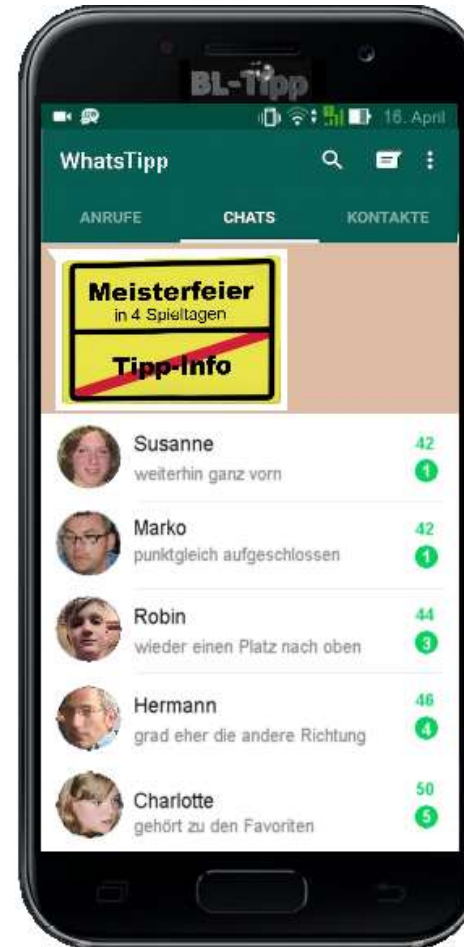 BL-Tipp
16. April
WhatsTipp
ANRUFE CHATS KONTAKTE
Meisterfeier
in 4 Spieltagen
Tipp-Info
Susanne 42
weiterhin ganz vorn 1
Marko 42
punktgleich aufgeschlossen 1
Robin 44
wieder einen Platz nach oben 3
Hermann 46
grad eher die andere Richtung 4
Charlotte 50
gehört zu den Favoriten 5